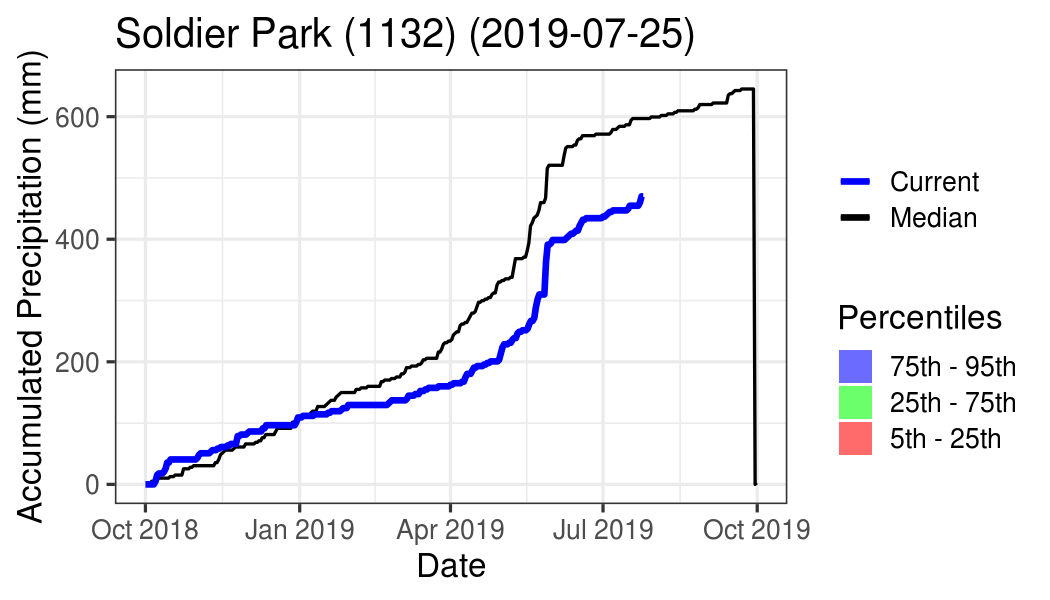 Soldier Park (1132) (2019-07-25)
Accumulated Precipitation (mm)
600
400
200
0
Oct 2018
Jan 2019
Apr 2019
Jul 2019
Oct 2019
Date
Current
Median
Percentiles
75th - 95th
25th - 75th
5th - 25th